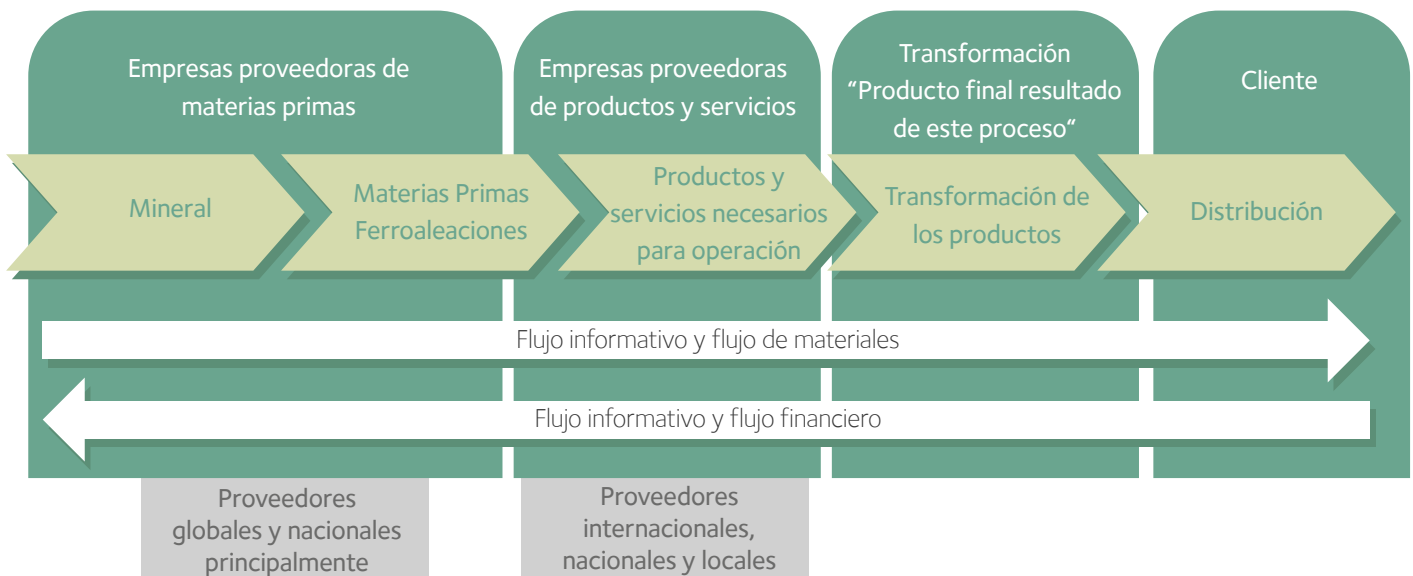 Empresas proveedoras de
materias primas
Empresas proveedoras
de productos y servicios
Transformación
“Producto final resultado
de este proceso“
Cliente
Mineral
Materias Primas
Ferroaleaciones
Productos y
servicios necesarios
para operación
Transformación de
los productos
Distribución
Flujo informativo y flujo de materiales
Flujo informativo y flujo financiero
Proveedores
globales y nacionales
principalmente
Proveedores
internacionales,
nacionales y locales